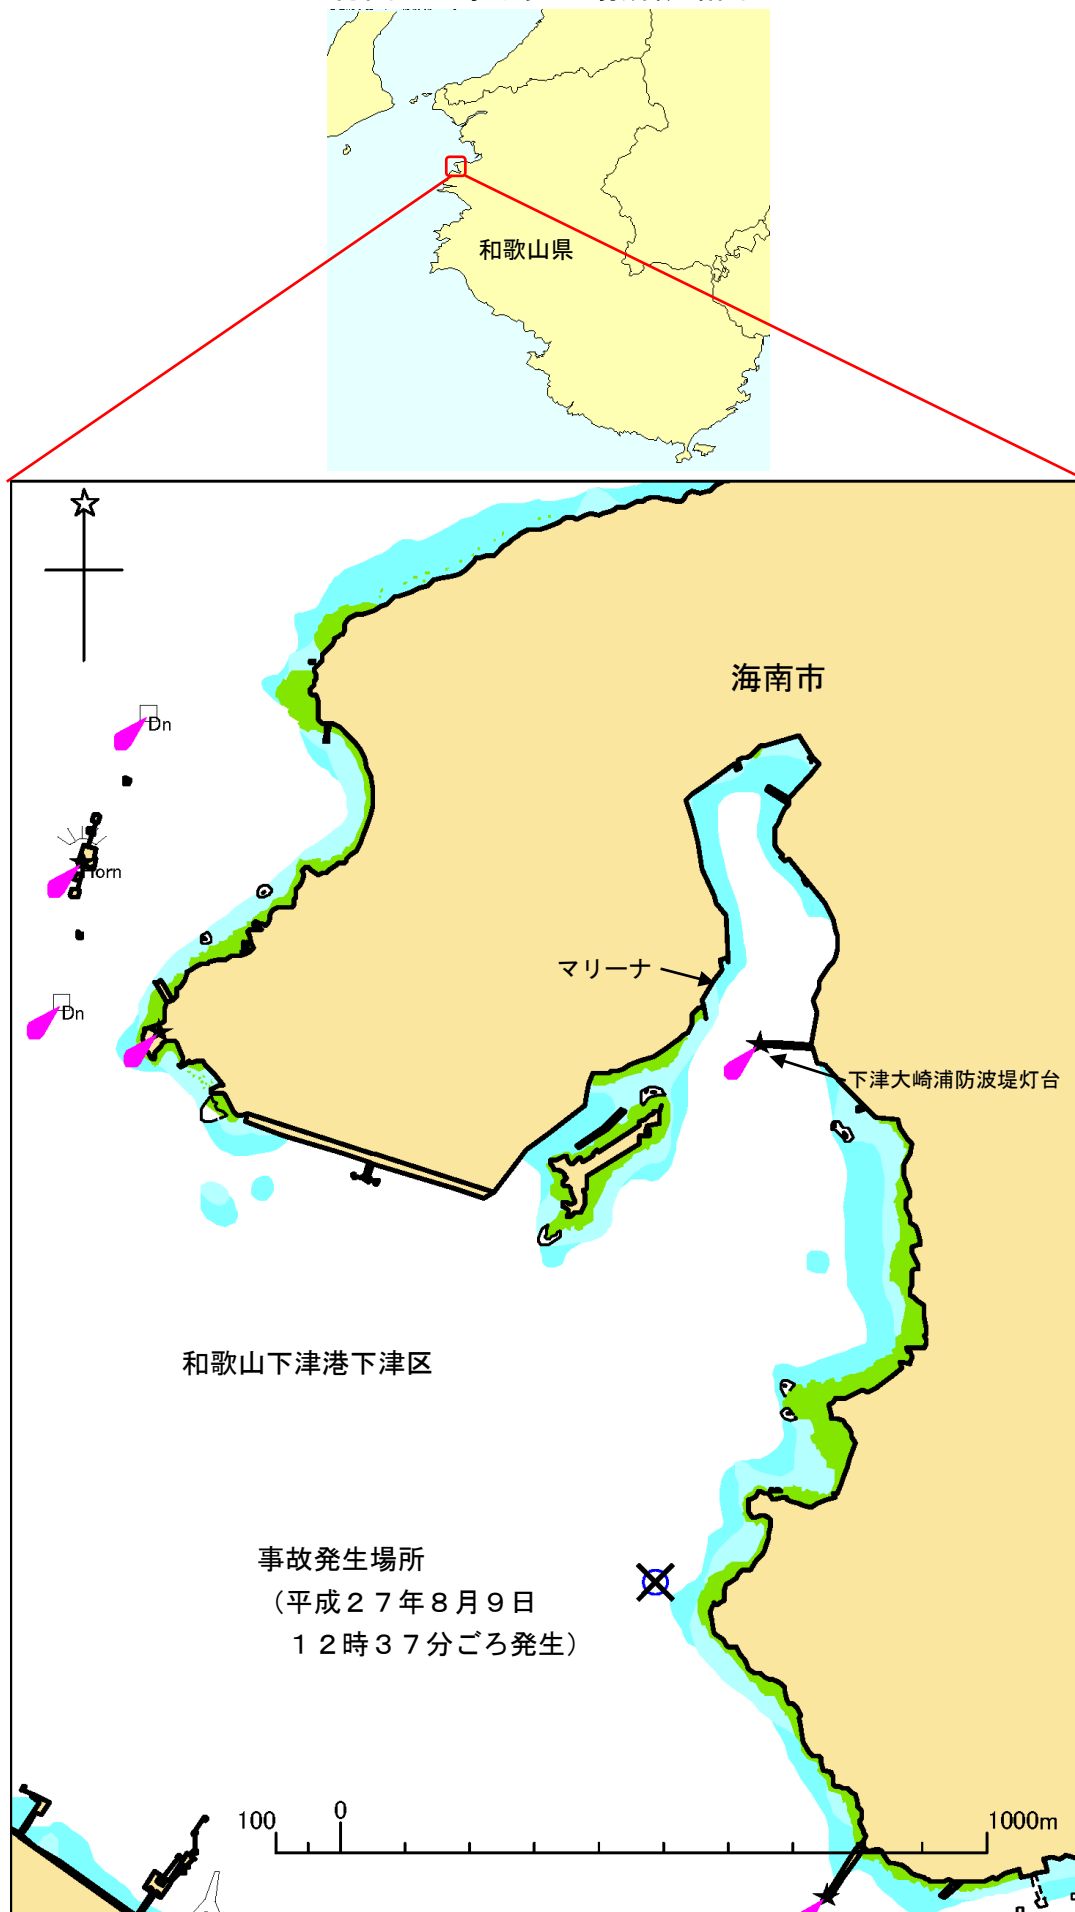 和歌山県
海南市
Dn
Horn
マリーナ
Dn
下津大崎浦防波堤灯台
和歌山下津港下津区
事故発生場所
（平成２７年８月９日
１２時３７分ごろ発生）
100 0 1000m